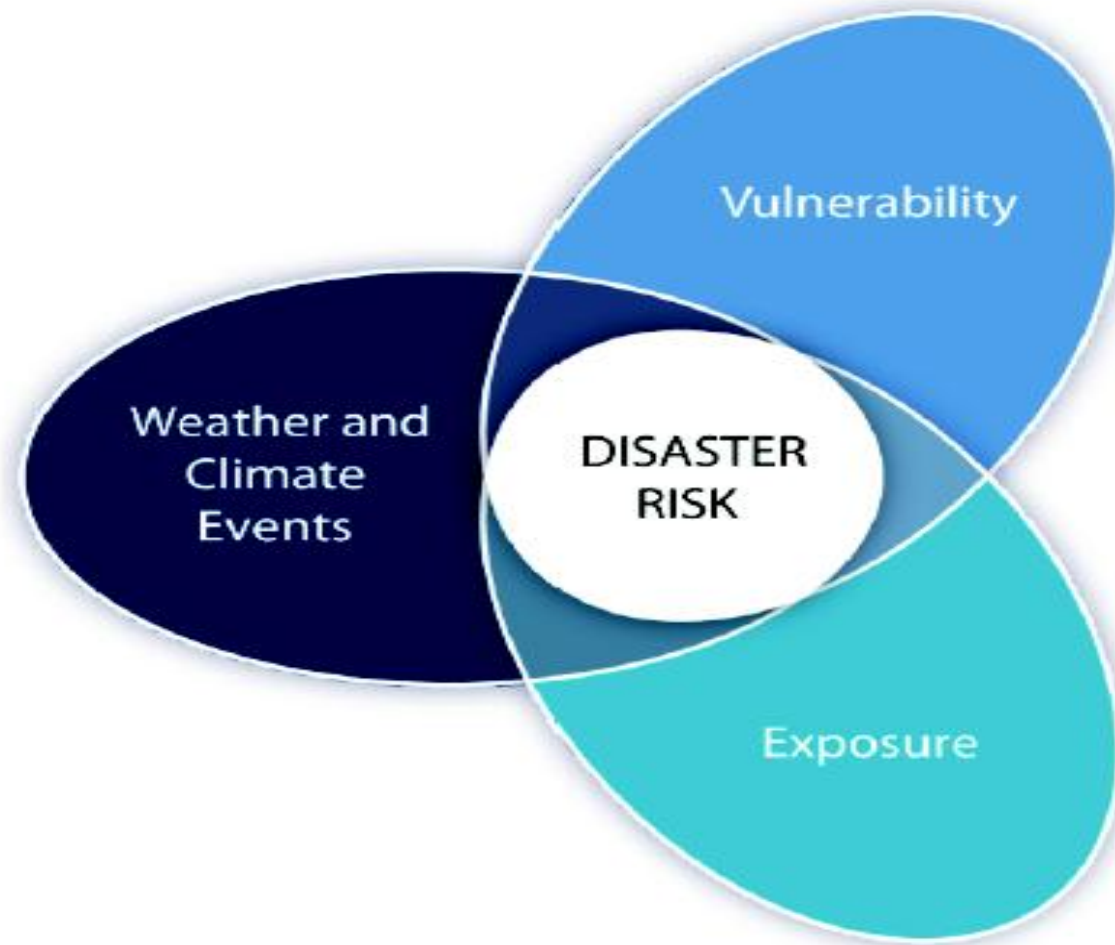 Vulnerability
Weather and
Climate
Events
DISASTER
RISK
Exposure